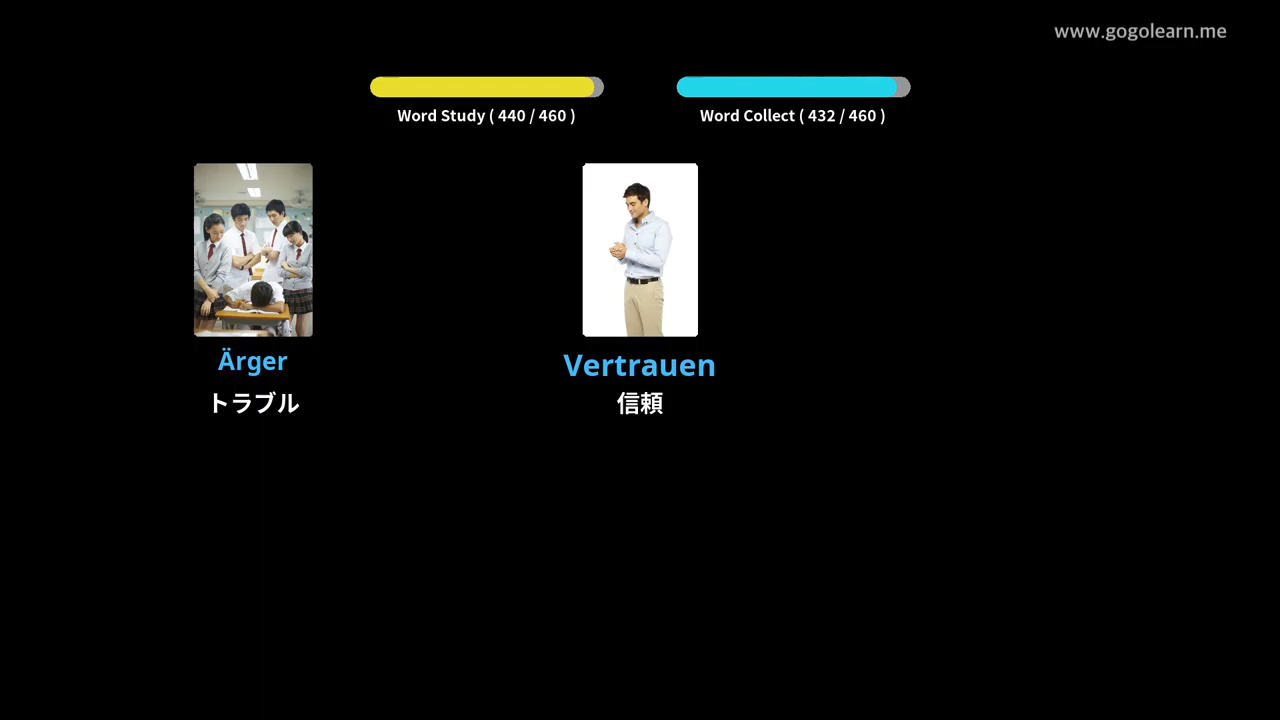 www.gogolearn.me
Word Study ( 440 / 460 )
Word Collect ( 432 / 460 )
Ärger
トラブル
Vertrauen
信頼